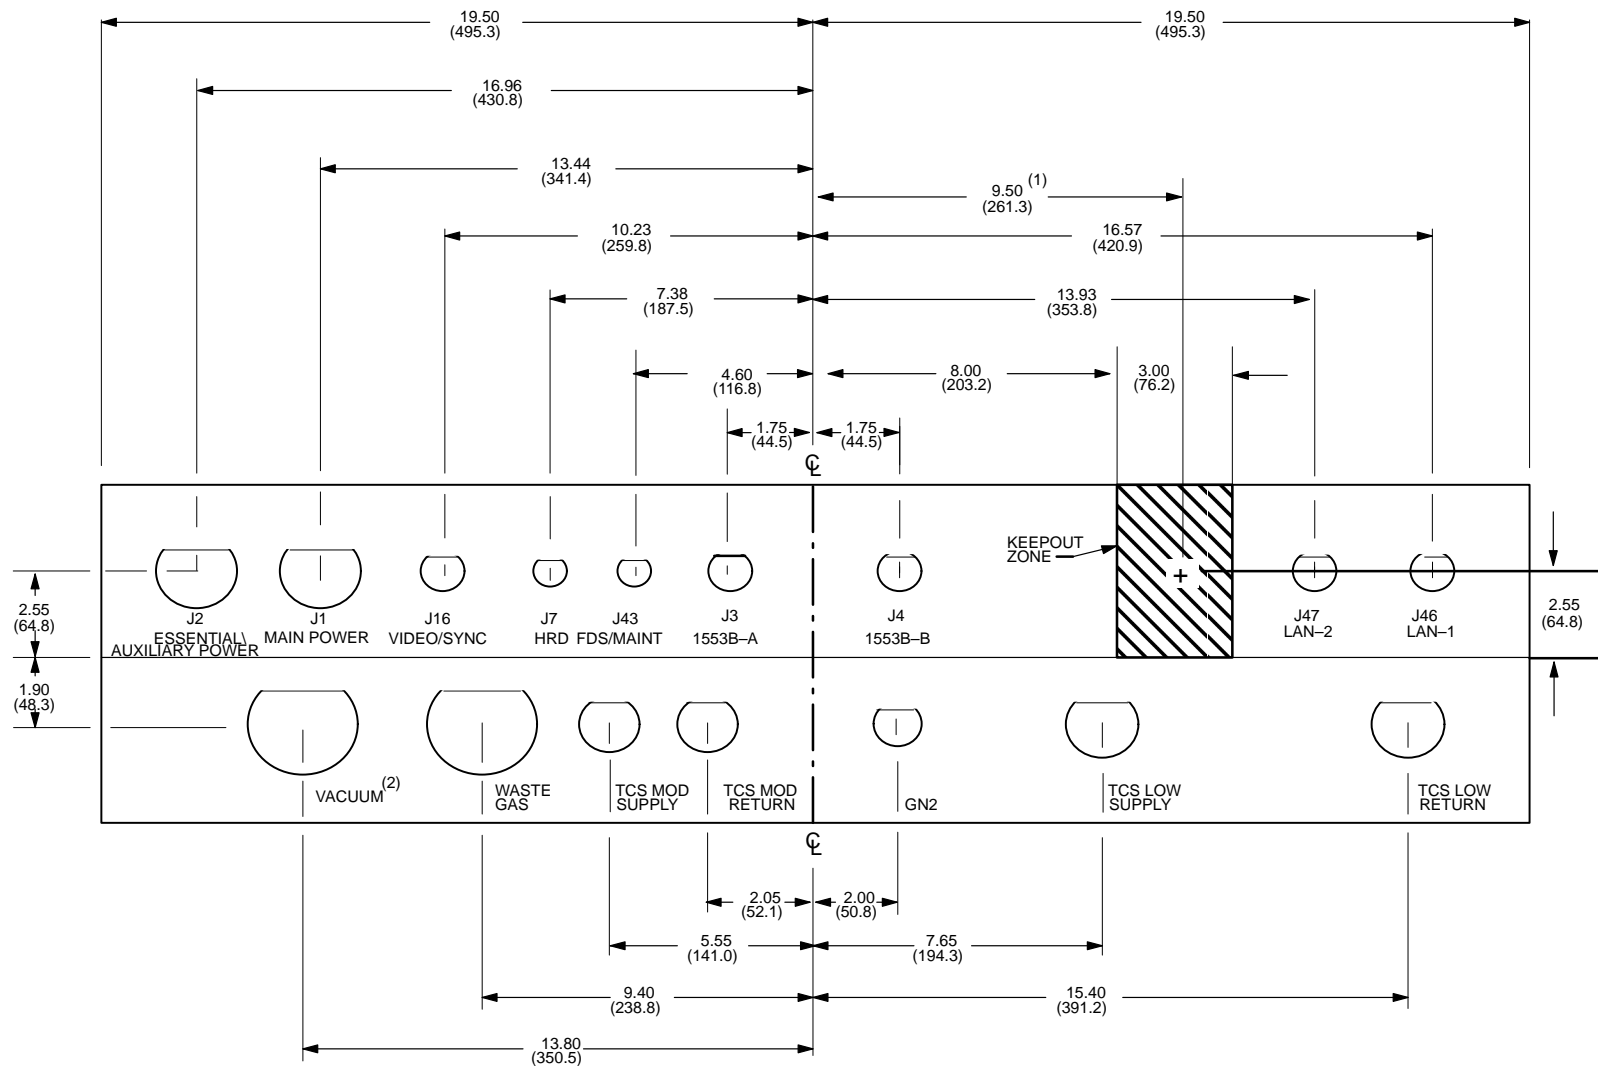 19.50
(495.3)
19.50
(495.3)
16.96
(430.8)
13.44
(341.4)
9.50 (1)
(261.3)
10.23
(259.8)
16.57
(420.9)
7.38
(187.5)
13.93
(353.8)
4.60
(116.8)
8.00
(203.2)
3.00
(76.2)
1.75
(44.5)
1.75
(44.5)
℄
KEEPOUT
ZONE
2.55
(64.8)
J2
ESSENTIAL\
AUXILIARY POWER
J1
MAIN POWER
J16
VIDEO/SYNC
J7
HRD
J43
FDS/MAINT
J3
1553B–A
J4
1553B–B
J47
LAN–2
J46
LAN–1
2.55
(64.8)
1.90
(48.3)
VACUUM (2)
WASTE
GAS
TCS MOD
SUPPLY
TCS MOD
RETURN
GN2
TCS LOW
SUPPLY
TCS LOW
RETURN
℄
2.05
(52.1)
2.00
(50.8)
5.55
(141.0)
7.65
(194.3)
9.40
(238.8)
15.40
(391.2)
13.80
(350.5)